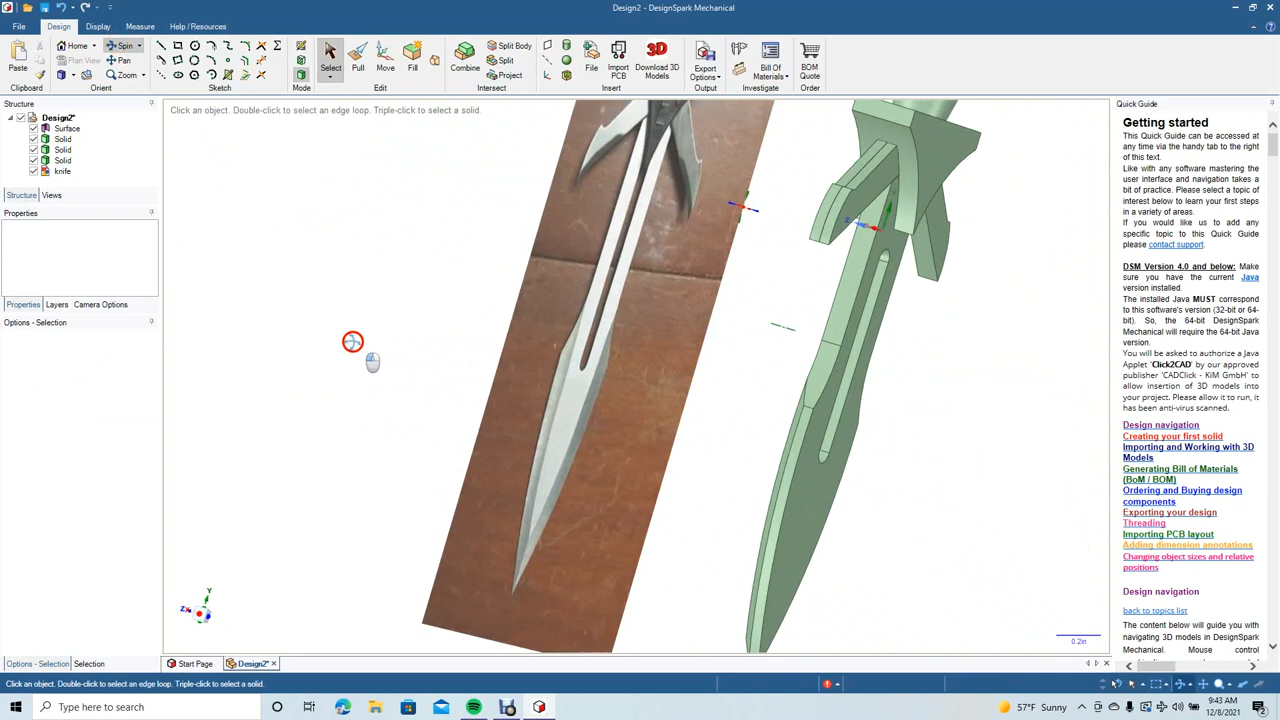 Design2* - DesignSpark Mechanical
File Design Display Measure Help / Resources
Home Spin Split Body
Plan View Pan Split
Paste Zoom Select Pull Move Fill Combine Project File Import PCB Download 3D Models Export Options Bill Of Materials BOM Quote
Clipboard Orient Sketch Mode Edit Intersect Insert Output Investigate Order
Structure
Design2*
Surface
Solid
Solid
Solid
knife
Structure Views
Properties
Properties Layers Camera Options
Options - Selection
Options - Selection Selection
Click an object. Double-click to select an edge loop. Triple-click to select a solid.
3D
Z
Y
Z
0.2in
Quick Guide
Getting started
This Quick Guide can be accessed at
any time via the handy tab to the right
of this text.
Like with any software mastering the
user interface and navigation takes a
bit of practice. Please select a topic of
interest below to learn your first steps
in a variety of areas.
If you would like us to add any
specific topic to this Quick Guide
please contact support.
DSM Version 4.0 and below: Make
sure you have the current Java
version installed.
The installed Java MUST correspond
to this software's version (32-bit or 64-
bit). So, the 64-bit DesignSpark
Mechanical will require the 64-bit Java
version.
You will be asked to authorize a Java
Applet 'Click2CAD' by our approved
publisher 'CADClick - KiM GmbH' to
allow insertion of 3D models into
your project. Please allow it to run, it
has been anti-virus scanned.
Design navigation
Creating your first solid
Importing and Working with 3D
Models
Generating Bill of Materials
(BoM / BOM)
Ordering and Buying design
components
Exporting your design
Threading
Importing PCB layout
Adding dimension annotations
Changing object sizes and relative
positions
Design navigation
back to topics list
The content below will guide you with
navigating 3D models in DesignSpark
Mechanical. Mouse control
Start Page Design2*
Click an object. Double-click to select an edge loop. Triple-click to select a solid.
Type here to search
57°F Sunny
9:43 AM
12/8/2021